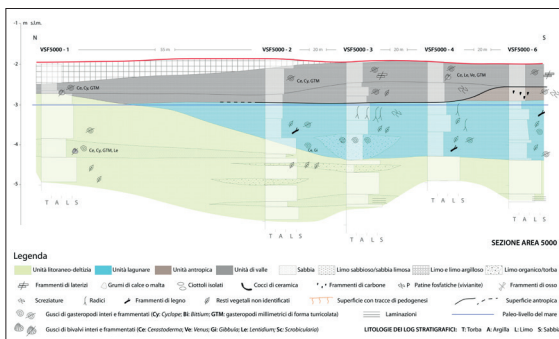 -1 m s.l.m.
N S
VSF5000 - 1 VSF5000 - 2 VSF5000 - 3 VSF5000 - 4 VSF5000 - 6
35 m 20 m 20 m 20 m
-2
-3
-4
-5
Ce, Cy, GTM
Ce, Cy, GTM
Ce, Le, Ve, GTM
Ce, Cy, GTM, Le
Ce, Gi
T A L S T A L S T A L S T A L S T A L S
SEZIONE AREA 5000
Legenda
Unità litoraneo-deltizia Unità lagunare Unità antropica Unità di valle Sabbia Limo sabbioso/sabbia limosa Limo e limo argilloso Limo organico/torba
Frammenti di laterizi Grumi di calce o malta Ciottoli isolati Cocci di ceramica Frammenti di carbone Patine fosfatiche (vivianite) Frammenti di osso
Screziature Radici Frammenti di legno Resti vegetali non identificati Superficie con tracce di pedogenesi Superficie antropica
Gusci di gasteropodi interi e frammentati (Cy: Cyclope; Bi: Bittium; GTM: gasteropodi millimetrici di forma turricolata) Laminazioni Paleo-livello del mare
Gusci di bivalvi interi e frammentati (Ce: Cerastoderma; Ve: Venus; Gi: Gibbula; Le: Lentidium; Sc: Scrobicularia) LITOLOGIE DEI LOG STRATIGRAFICI: T: Torba A: Argilla L: Limo S: Sabbia